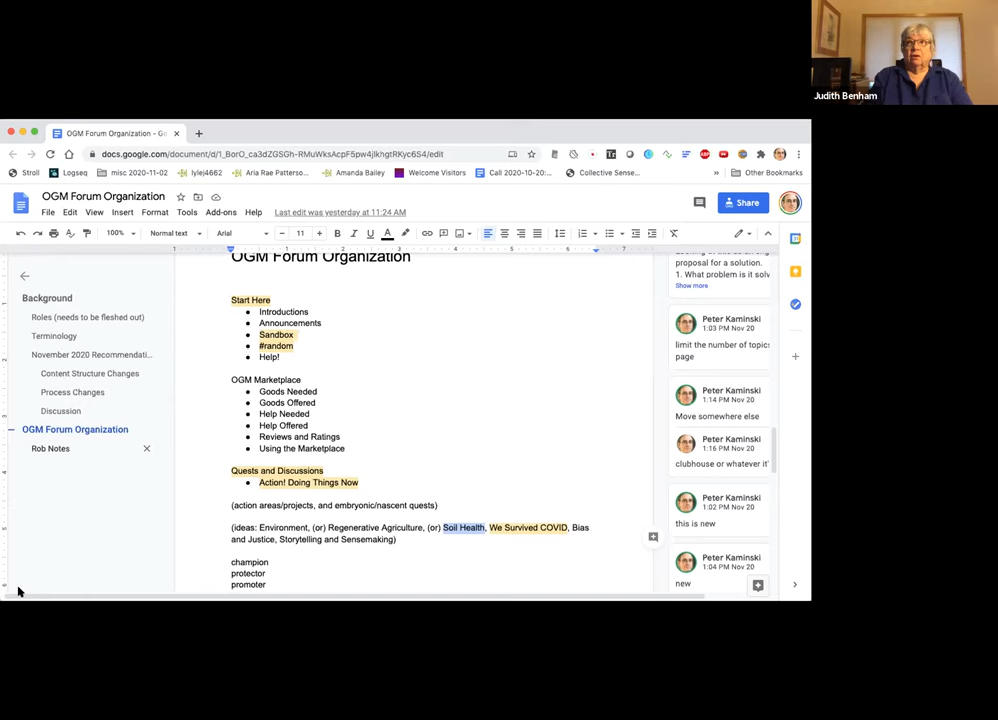 Judith Benham
OGM Forum Organization - Go
docs.google.com/document/d/1_BorO_ca3dZGSGh-RMuWksAcpF5pw4jlkhgtRKyc6S4/edit
Stroll
Logseq
misc 2020-11-02
lylej4662
Aria Rae Patterso...
Amanda Bailey
Welcome Visitors
Call 2020-10-20:...
Collective Sense...
»
Other Bookmarks
OGM Forum Organization
Share
File Edit View Insert Format Tools Add-ons Help Last edit was yesterday at 11:24 AM
100% Normal text Arial 11 B I U A
1 1 2 3 4 5 6 7
OGM Forum Organization
Background
Roles (needs to be fleshed out)
Terminology
November 2020 Recommendati...
Content Structure Changes
Process Changes
Discussion
OGM Forum Organization
Rob Notes
Start Here
● Introductions
● Announcements
● Sandbox
● #random
● Help!
OGM Marketplace
● Goods Needed
● Goods Offered
● Help Needed
● Help Offered
● Reviews and Ratings
● Using the Marketplace
Quests and Discussions
● Action! Doing Things Now
(action areas/projects, and embryonic/nascent quests)
(ideas: Environment, (or) Regenerative Agriculture, (or) Soil Health, We Survived COVID, Bias
and Justice, Storytelling and Sensemaking)
champion
protector
promoter
proposal for a solution.
1. What problem is it solv
Show more
Peter Kaminski
1:03 PM Nov 20
limit the number of topics
page
Peter Kaminski
1:14 PM Nov 20
Move somewhere else
Peter Kaminski
1:16 PM Nov 20
clubhouse or whatever it'
Peter Kaminski
1:02 PM Nov 20
this is new
Peter Kaminski
1:04 PM Nov 20
new